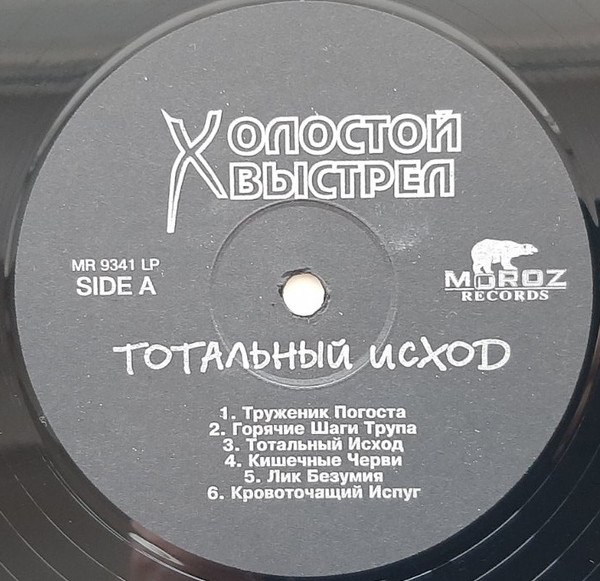 Холостой
Выстрел
MR 9341 LP
SIDE A
MOROZ
RECORDS
ТОТАЛЬНЫЙ ИСХОД
1. Труженик Погоста
2. Горячие Шаги Трупа
3. Тотальный Исход
4. Кишечные Черви
5. Лик Безумия
6. Кровоточащий Испуг